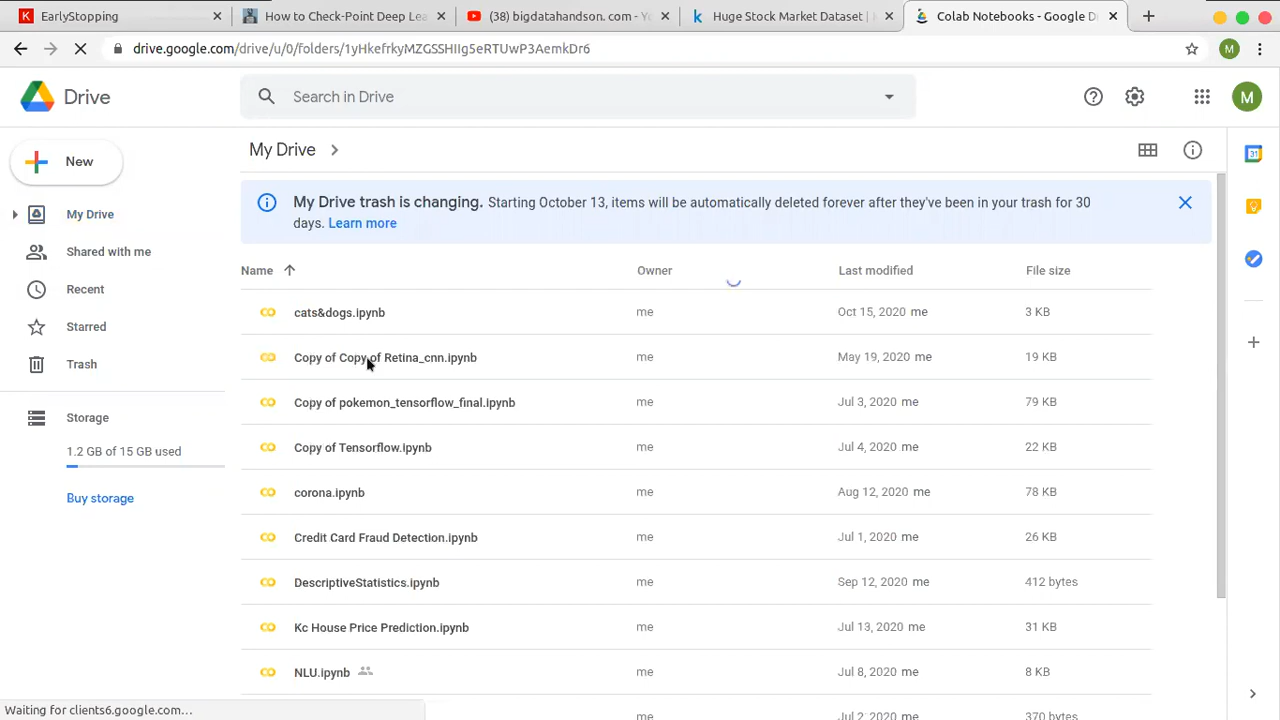 EarlyStopping
How to Check-Point Deep Lea
(38) bigdatahandson. com - Yo
Huge Stock Market Dataset | K
Colab Notebooks - Google D
drive.google.com/drive/u/0/folders/1yHkefrkyMZGSSHIIg5eRTUwP3AemkDr6
M
Drive
Search in Drive
M
New
My Drive
My Drive
Shared with me
Recent
Starred
Trash
Storage
1.2 GB of 15 GB used
Buy storage
My Drive trash is changing. Starting October 13, items will be automatically deleted forever after they've been in your trash for 30
days. Learn more
Name Owner Last modified File size
cats&dogs.ipynb me Oct 15, 2020 me 3 KB
Copy of Copy of Retina_cnn.ipynb me May 19, 2020 me 19 KB
Copy of pokemon_tensorflow_final.ipynb me Jul 3, 2020 me 79 KB
Copy of Tensorflow.ipynb me Jul 4, 2020 me 22 KB
corona.ipynb me Aug 12, 2020 me 78 KB
Credit Card Fraud Detection.ipynb me Jul 1, 2020 me 26 KB
DescriptiveStatistics.ipynb me Sep 12, 2020 me 412 bytes
Kc House Price Prediction.ipynb me Jul 13, 2020 me 31 KB
NLU.ipynb me Jul 8, 2020 me 8 KB
me Jul 2, 2020 me 370 bytes
Waiting for clients6.google.com...
31